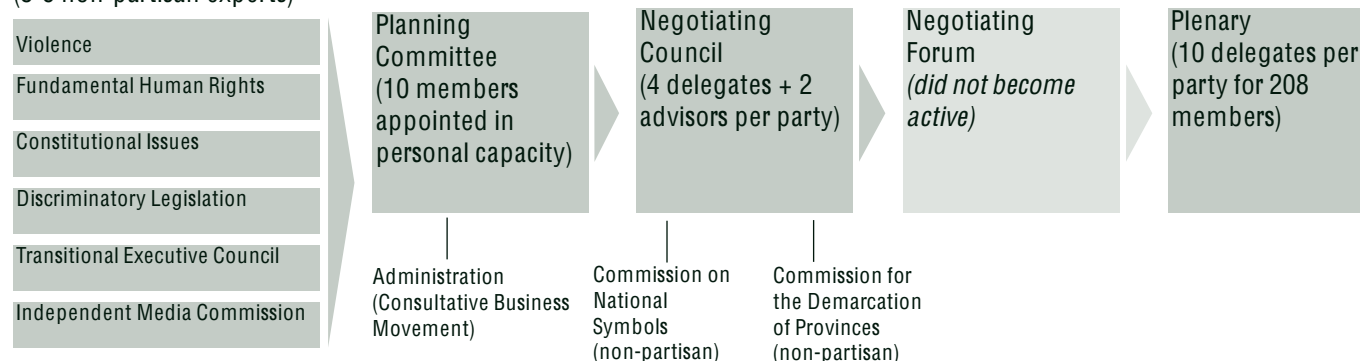 non-partisan experts)
Violence
Fundamental Human Rights
Constitutional Issues
Discriminatory Legislation
Transitional Executive Council
Independent Media Commission
Planning
Committee
(10 members
appointed in
personal capacity)
Administration
(Consultative Business
Movement)
Negotiating
Council
(4 delegates + 2
advisors per party)
Commission on
National
Symbols
(non-partisan)
Commission for
the Demarcation
of Provinces
(non-partisan)
Negotiating
Forum
(did not become
active)
Plenary
(10 delegates per
party for 208
members)